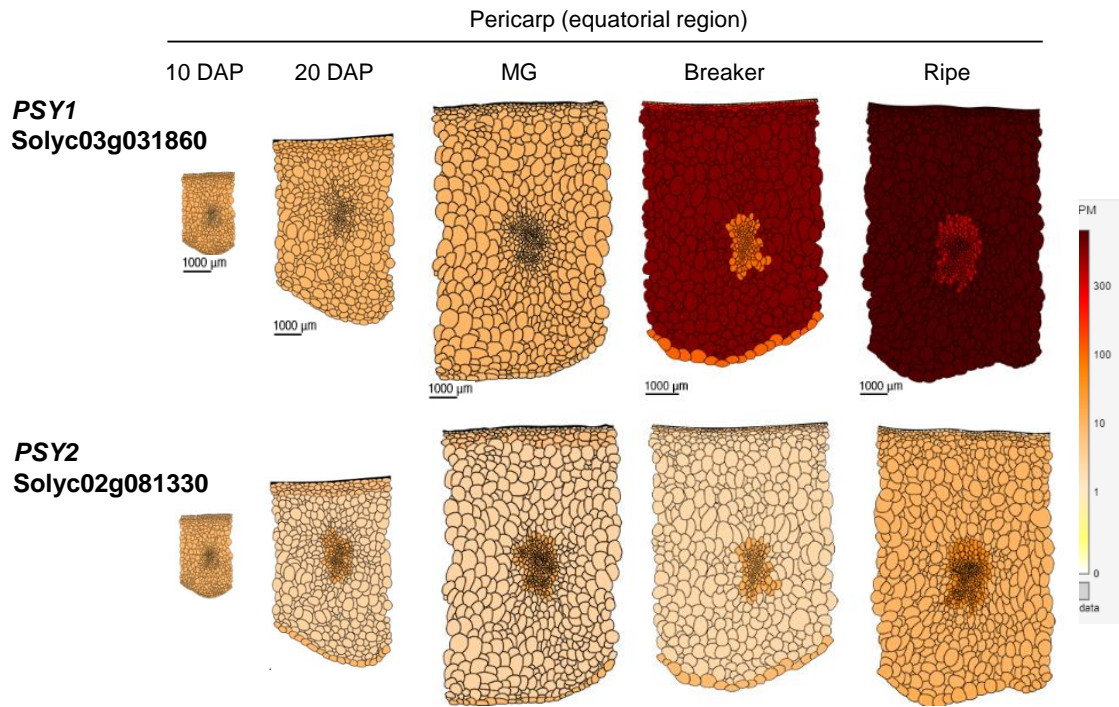 Pericarp (equatorial region)
10 DAP 20 DAP MG Breaker Ripe
PSY1
Solyc03g031860
1000 µm
1000 µm
1000 µm
1000 µm
1000 µm
PM
300
100
10
1
0
data
PSY2
Solyc02g081330